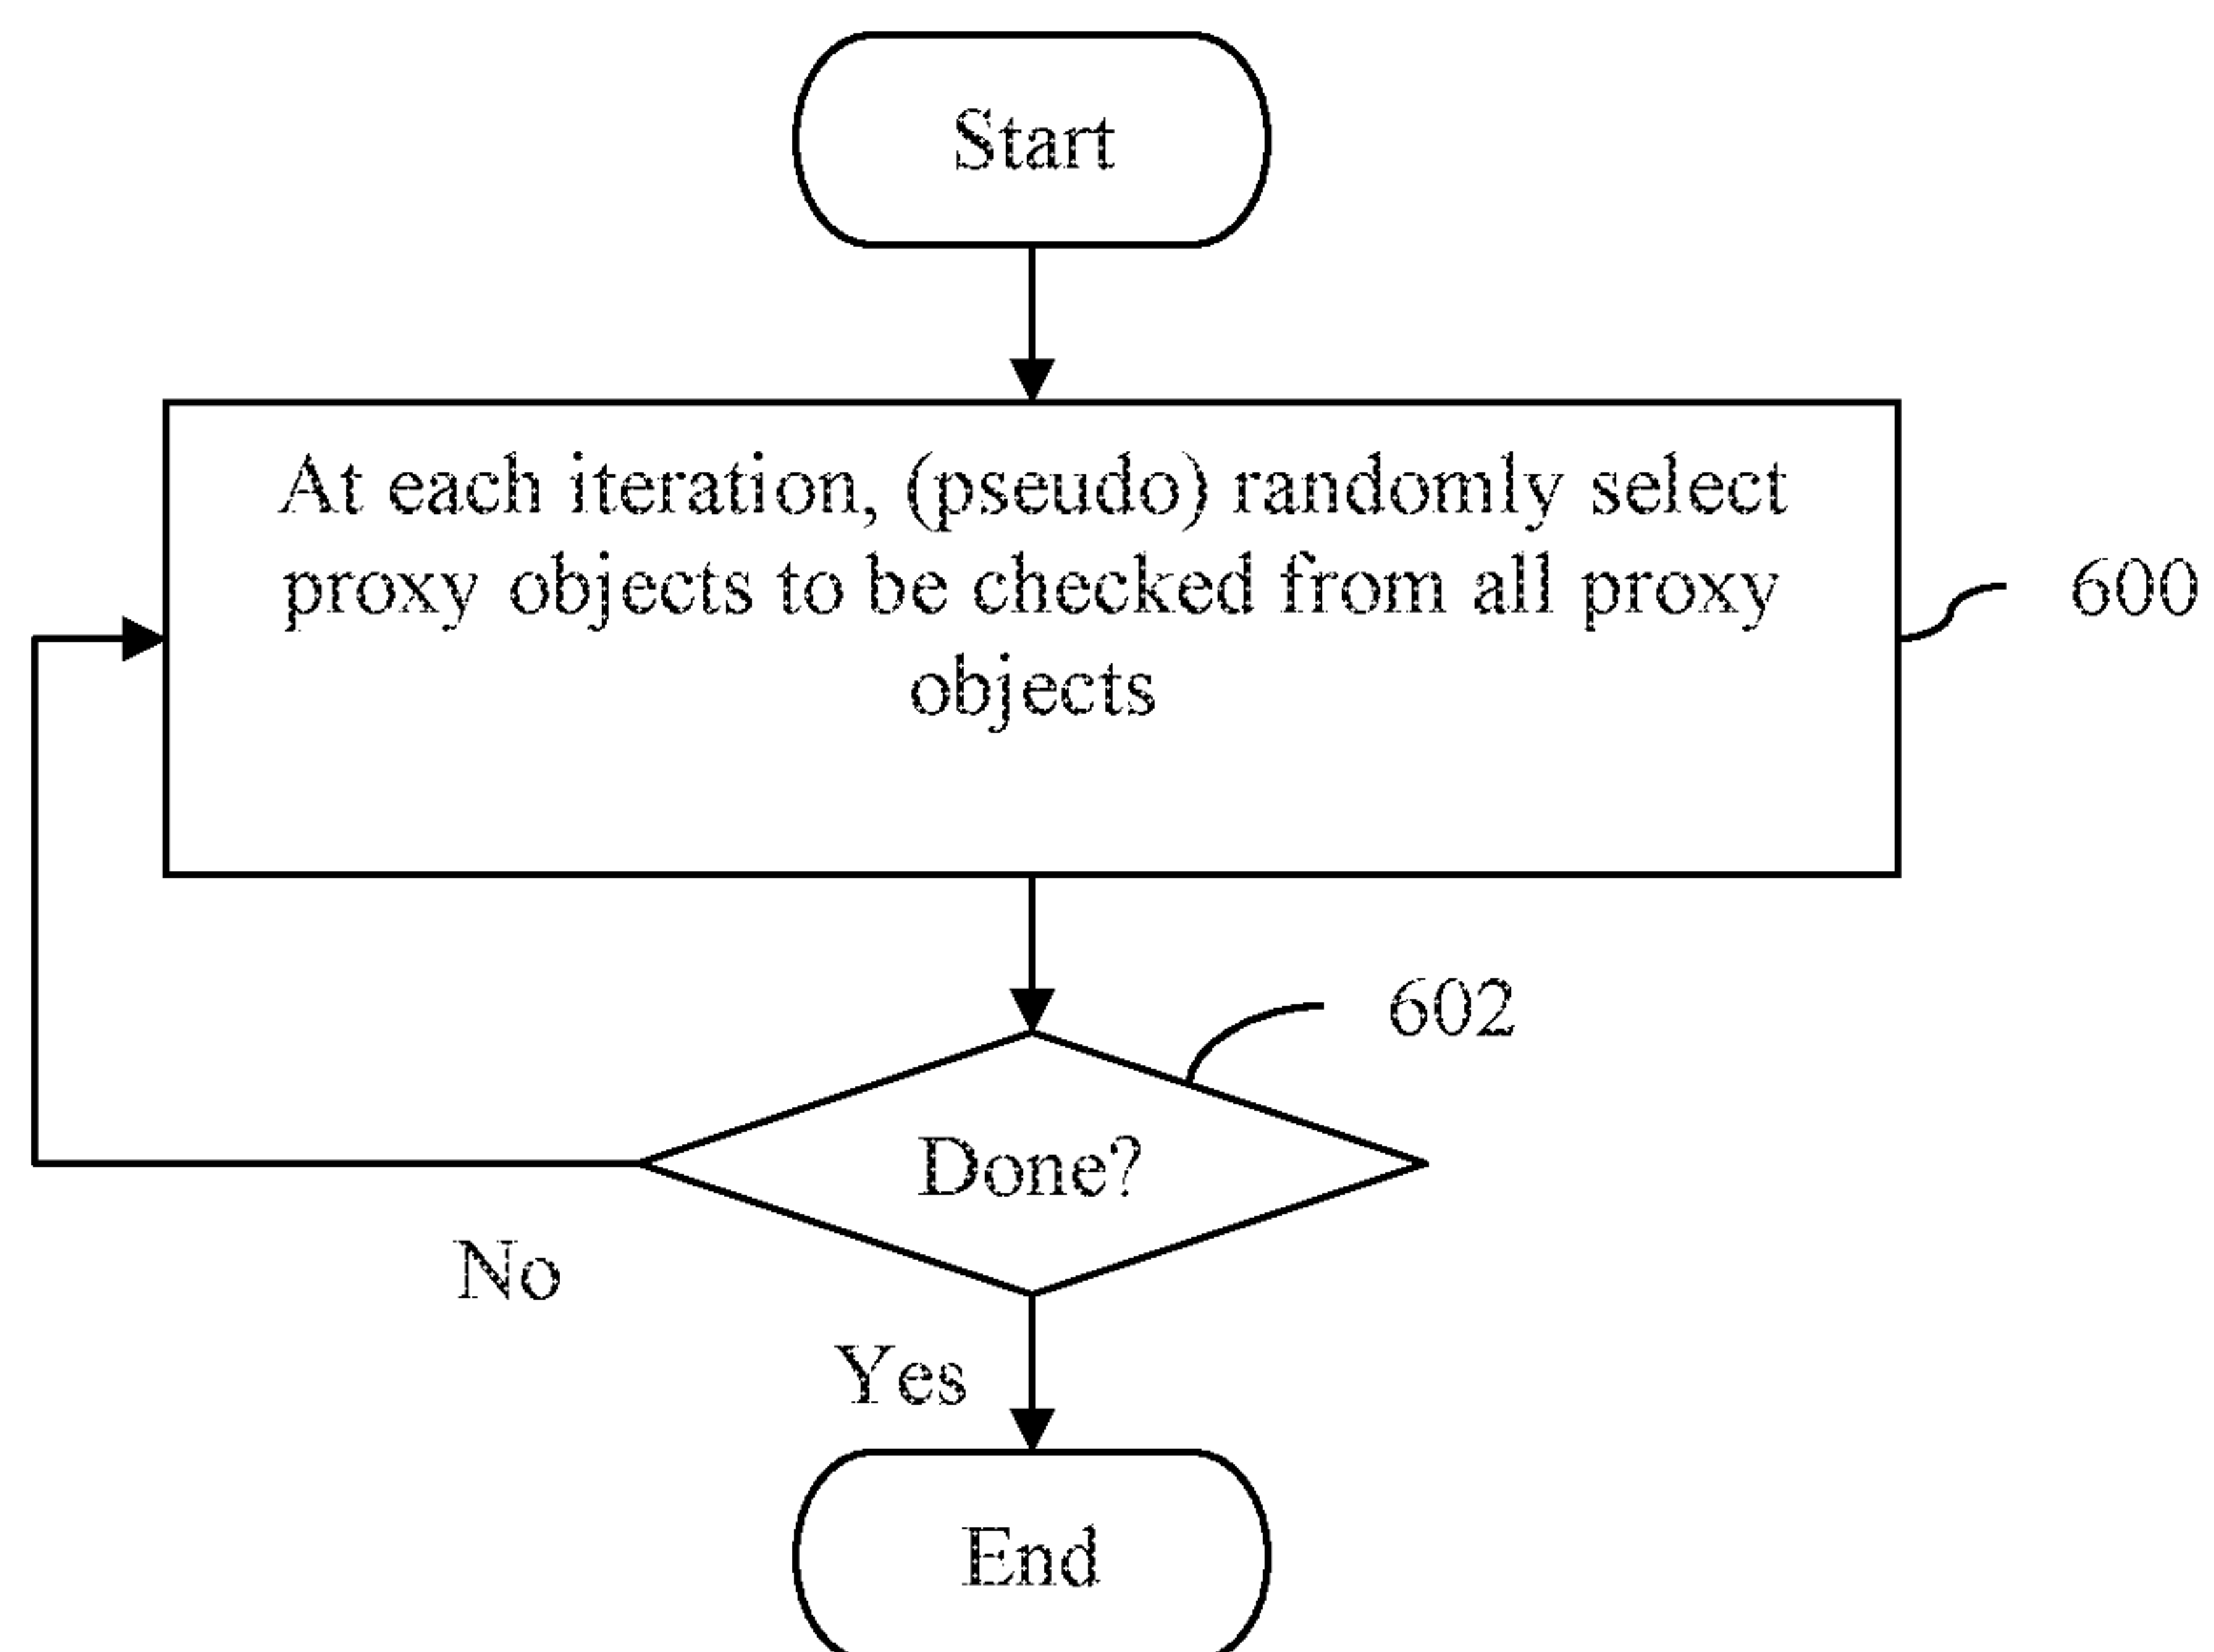 Start
At each iteration, (pseudo) randomly select
proxy objects to be checked from all proxy
objects
600
602
Done?
No
Yes
End